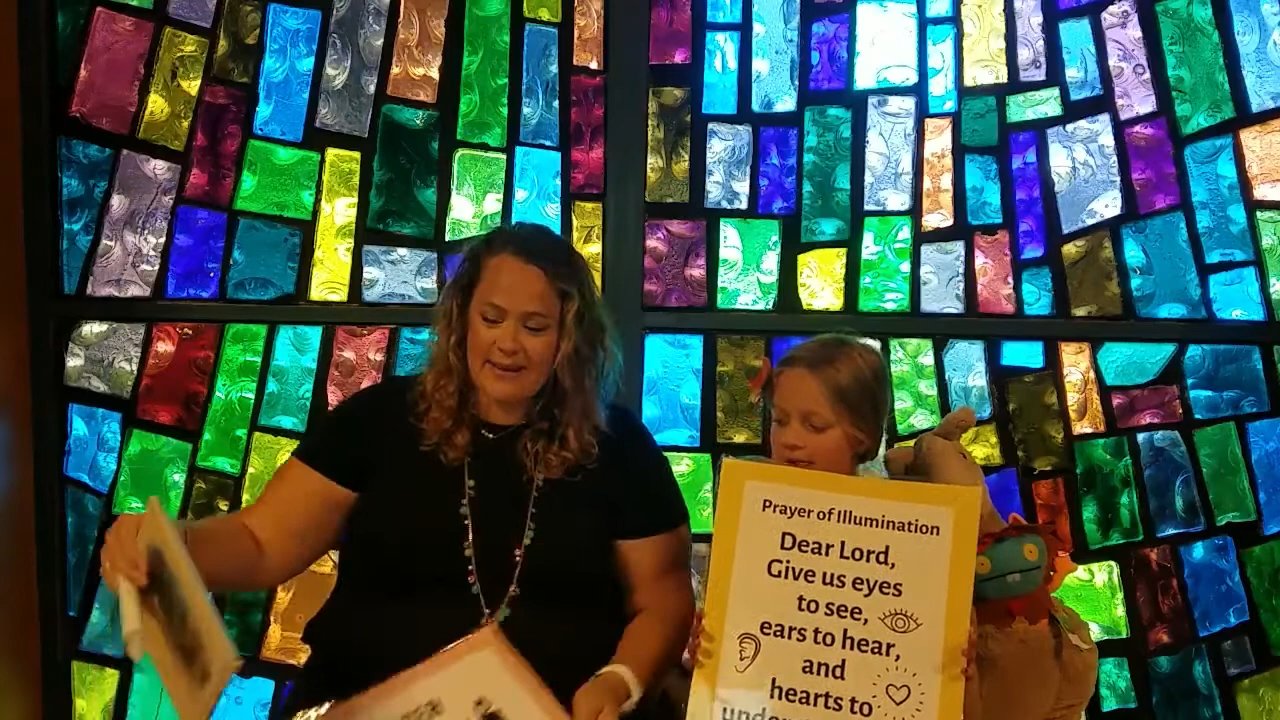 Prayer of Illumination
Dear Lord,
Give us eyes
to see,
ears to hear,
and
hearts to